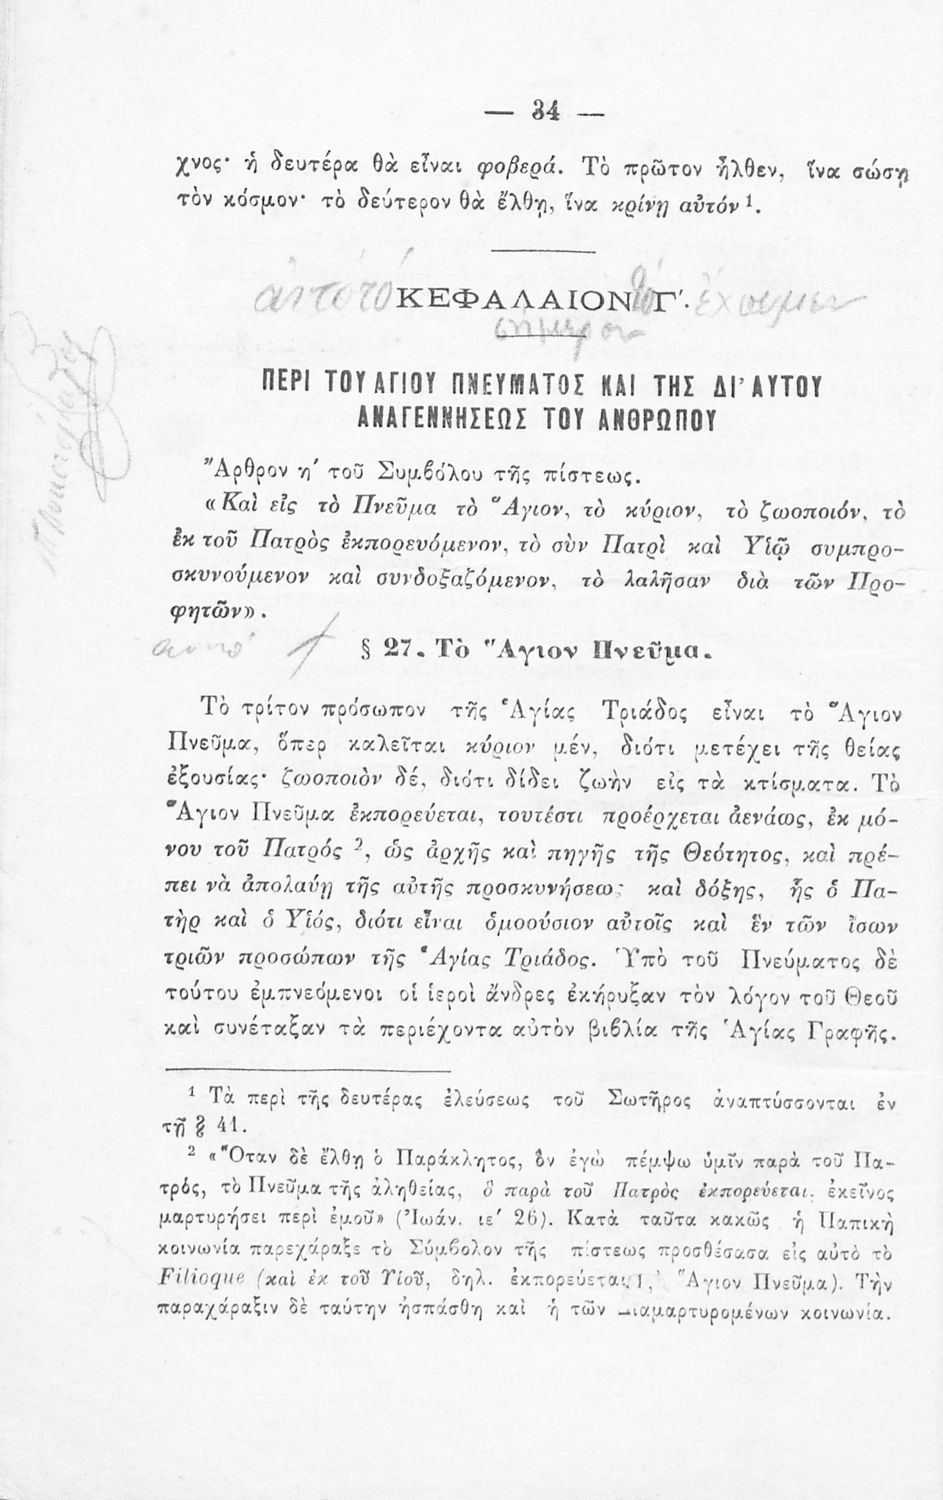 — 34 —
χνος· ἡ δευτέρα θὰ εἶναι φοβερά. Τὸ πρῶτον ἦλθεν, ἵνα σώσῃ
τὸν κόσμον· τὸ δεύτερον θὰ ἔλθῃ, ἵνα κρίνῃ αὐτόν ¹.
αὐτὸ τὸ ΚΕΦΑΛΑΙΟΝ Γ΄. ἔχουμεν
σήμερον
ΠΕΡΙ ΤΟΥ ΑΓΙΟΥ ΠΝΕΥΜΑΤΟΣ ΚΑΙ ΤΗΣ ΔΙ' ΑΥΤΟΥ
ΑΝΑΓΕΝΝΗΣΕΩΣ ΤΟΥ ΑΝΘΡΩΠΟΥ
Ἄρθρον η΄ τοῦ Συμβόλου τῆς πίστεως.
«Καὶ εἰς τὸ Πνεῦμα τὸ Ἅγιον, τὸ κύριον, τὸ ζωοποιόν, τὸ
ἐκ τοῦ Πατρὸς ἐκπορευόμενον, τὸ σὺν Πατρὶ καὶ Υἱῷ συμπρο-
σκυνούμενον καὶ συνδοξαζόμενον, τὸ λαλῆσαν διὰ τῶν Προ-
φητῶν».
αυτο § 27. Τὸ Ἅγιον Πνεῦμα.
Τὸ τρίτον πρόσωπον τῆς Ἁγίας Τριάδος εἶναι τὸ Ἅγιον
Πνεῦμα, ὅπερ καλεῖται κύριον μέν, διότι μετέχει τῆς θείας
ἐξουσίας· ζωοποιὸν δέ, διότι δίδει ζωὴν εἰς τὰ κτίσματα. Τὸ
Ἅγιον Πνεῦμα ἐκπορεύεται, τουτέστι προέρχεται ἀενάως, ἐκ μό-
νου τοῦ Πατρός ², ὡς ἀρχῆς καὶ πηγῆς τῆς Θεότητος, καὶ πρέ-
πει νὰ ἀπολαύῃ τῆς αὐτῆς προσκυνήσεως καὶ δόξης, ἧς ὁ Πα-
τὴρ καὶ ὁ Υἱός, διότι εἶναι ὁμοούσιον αὐτοῖς καὶ ἓν τῶν ἴσων
τριῶν προσώπων τῆς Ἁγίας Τριάδος. Ὑπὸ τοῦ Πνεύματος δὲ
τούτου ἐμπνεόμενοι οἱ ἱεροὶ ἄνδρες ἐκήρυξαν τὸν λόγον τοῦ Θεοῦ
καὶ συνέταξαν τὰ περιέχοντα αὐτὸν βιβλία τῆς Ἁγίας Γραφῆς.
¹ Τὰ περὶ τῆς δευτέρας ἐλεύσεως τοῦ Σωτῆρος ἀναπτύσσονται ἐν
τῇ § 41.
² «Ὅταν δὲ ἔλθῃ ὁ Παράκλητος, ὃν ἐγὼ πέμψω ὑμῖν παρὰ τοῦ Πα-
τρός, τὸ Πνεῦμα τῆς ἀληθείας, ὃ παρὰ τοῦ Πατρὸς ἐκπορεύεται, ἐκεῖνος
μαρτυρήσει περὶ ἐμοῦ» (Ἰωάν. ιε΄ 26). Κατὰ ταῦτα κακῶς ἡ Παπικὴ
κοινωνία παρεχάραξε τὸ Σύμβολον τῆς πίστεως προσθέσασα εἰς αὐτὸ τὸ
Filioque (καὶ ἐκ τοῦ Υἱοῦ, δηλ. ἐκπορεύεται Ἅγιον Πνεῦμα). Τὴν
παραχάραξιν δὲ ταύτην ἠσπάσθη καὶ ἡ τῶν Διαμαρτυρομένων κοινωνία.